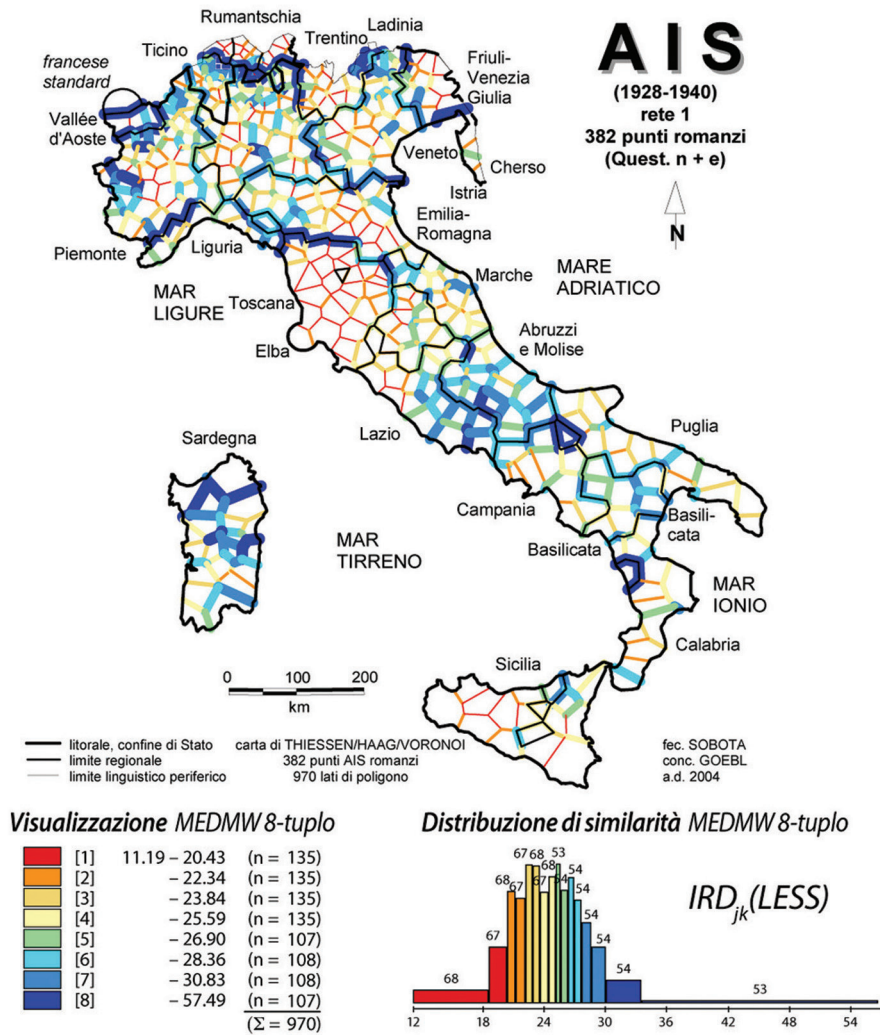 Rumantschia
Ladinia
Ticino
Trentino
francese
standard
Friuli-
Venezia
Giulia
Vallée
d'Aoste
Veneto
Cherso
Istria
Emilia-
Romagna
Piemonte
Liguria
Marche
MAR
LIGURE
MARE
ADRIATICO
Toscana
Elba
Abruzzi
e Molise
Lazio
Puglia
Sardegna
Campania
Basilicata
Basili-
cata
MAR
TIRRENO
MAR
IONIO
Calabria
Sicilia
AIS
(1928-1940)
rete 1
382 punti romanzi
(Quest. n + e)
N
0 100 200
km
litorale, confine di Stato
limite regionale
limite linguistico periferico
carta di THIESSEN/HAAG/VORONOI
382 punti AIS romanzi
970 lati di poligono
fec. SOBOTA
conc. GOEBL
a.d. 2004
Visualizzazione MEDMW 8-tuplo
[1] 11.19 – 20.43 (n = 135)
[2] – 22.34 (n = 135)
[3] – 23.84 (n = 135)
[4] – 25.59 (n = 135)
[5] – 26.90 (n = 107)
[6] – 28.36 (n = 108)
[7] – 30.83 (n = 108)
[8] – 57.49 (n = 107)
(Σ = 970)
Distribuzione di similarità MEDMW 8-tuplo
IRDjk(LESS)
68 67 68 67 67 68 67 68 53 54 54 54 54 54 54 53
12 18 24 30 36 42 48 54